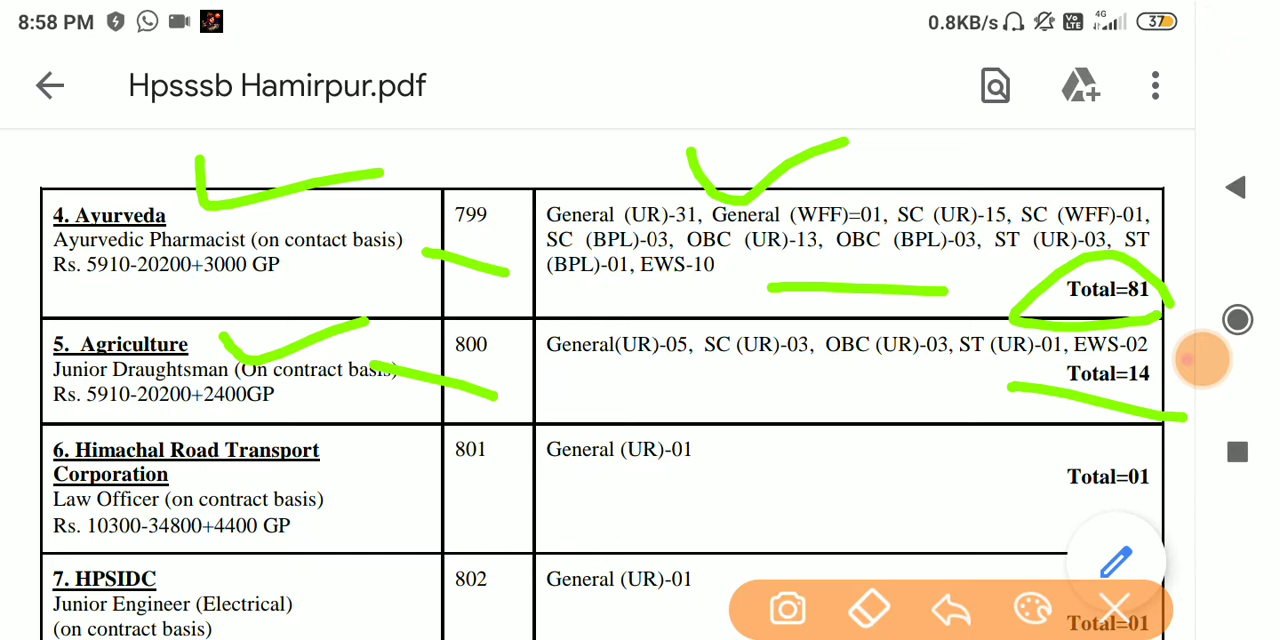 8:58 PM 0.8KB/s Vo LTE 4G 37
Hpsssb Hamirpur.pdf
4. Ayurveda
Ayurvedic Pharmacist (on contact basis)
Rs. 5910-20200+3000 GP
799
General (UR)-31, General (WFF)=01, SC (UR)-15, SC (WFF)-01,
SC (BPL)-03, OBC (UR)-13, OBC (BPL)-03, ST (UR)-03, ST
(BPL)-01, EWS-10
Total=81
5. Agriculture
Junior Draughtsman (On contract basis)
Rs. 5910-20200+2400GP
800
General(UR)-05, SC (UR)-03, OBC (UR)-03, ST (UR)-01, EWS-02
Total=14
6. Himachal Road Transport
Corporation
Law Officer (on contract basis)
Rs. 10300-34800+4400 GP
801
General (UR)-01
Total=01
7. HPSIDC
Junior Engineer (Electrical)
(on contract basis)
802
General (UR)-01
Total=01